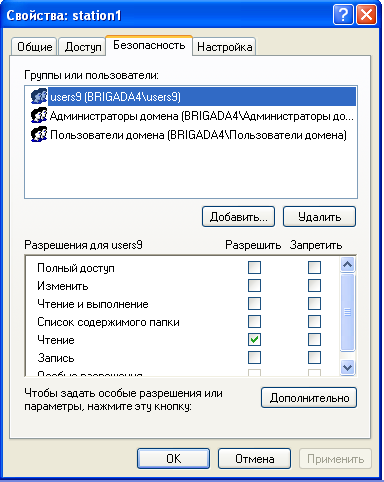 Свойства: station1
Общие Доступ Безопасность Настройка
Группы или пользователи:
users9 (BRIGADA4\users9)
Администраторы домена (BRIGADA4\Администраторы до...
Пользователи домена (BRIGADA4\Пользователи домена)
Добавить... Удалить
Разрешения для users9 Разрешить Запретить
Полный доступ
Изменить
Чтение и выполнение
Список содержимого папки
Чтение
Запись
Особые разрешения
Чтобы задать особые разрешения или
параметры, нажмите эту кнопку:
Дополнительно
OK Отмена Применить